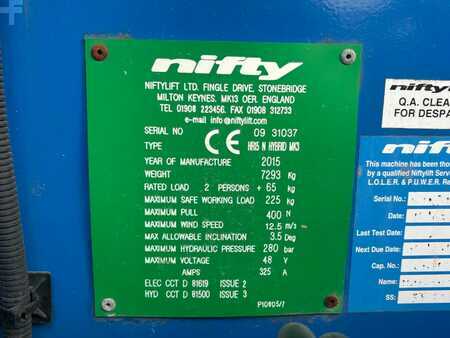 nifty
NIFTYLIFT LTD. FINGLE DRIVE, STONEBRIDGE
MILTON KEYNES. MK13 OER. ENGLAND
TEL 01908 223456. FAX 01908 312733
e-mail info@niftylift.com
SERIAL NO 09 31037
TYPE CE HR15 N HYBRID MK3
YEAR OF MANUFACTURE 2015
WEIGHT 7293 Kg
RATED LOAD 2 PERSONS + 65 kg
MAXIMUM SAFE WORKING LOAD 225 kg
MAXIMUM PULL 400 N
MAXIMUM WIND SPEED 12.5 m/s
MAX ALLOWABLE INCLINATION 3.5 Deg
MAXIMUM HYDRAULIC PRESSURE 280 bar
MAXIMUM VOLTAGE 48 V
AMPS 325 A
ELEC CCT D 81619 ISSUE 2
HYD CCT D 81500 ISSUE 3
nifty
Q.A. CLEA
FOR DESPA
nift
This machine has been tho
by a qualified Niftylift Serv
L.O.L.E.R. & P.U.W.E.R. Re
Serial No.:
Date:
Last Test Date:
Next Due Date:
Cap. No.:
Name:
SS: